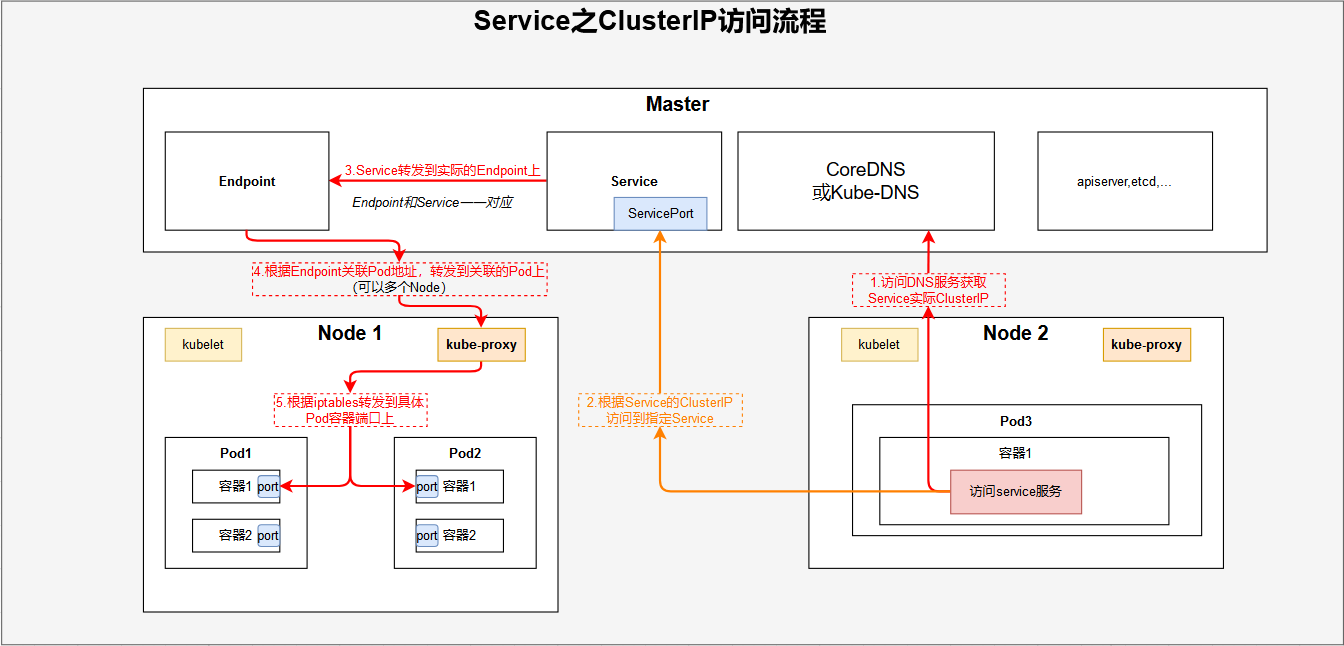 Service之ClusterIP访问流程
Master
Endpoint
3.Service转发到实际的Endpoint上
Endpoint和Service一一对应
Service
ServicePort
CoreDNS
或Kube-DNS
apiserver,etcd,...
4.根据Endpoint关联Pod地址，转发到关联的Pod上
(可以多个Node)
1.访问DNS服务获取
Service实际ClusterIP
Node 1
kubelet
kube-proxy
5.根据iptables转发到具体
Pod容器端口上
Pod1
容器1 port
容器2 port
Pod2
port 容器1
port 容器2
2.根据Service的ClusterIP
访问到指定Service
Node 2
kubelet
kube-proxy
Pod3
容器1
访问service服务